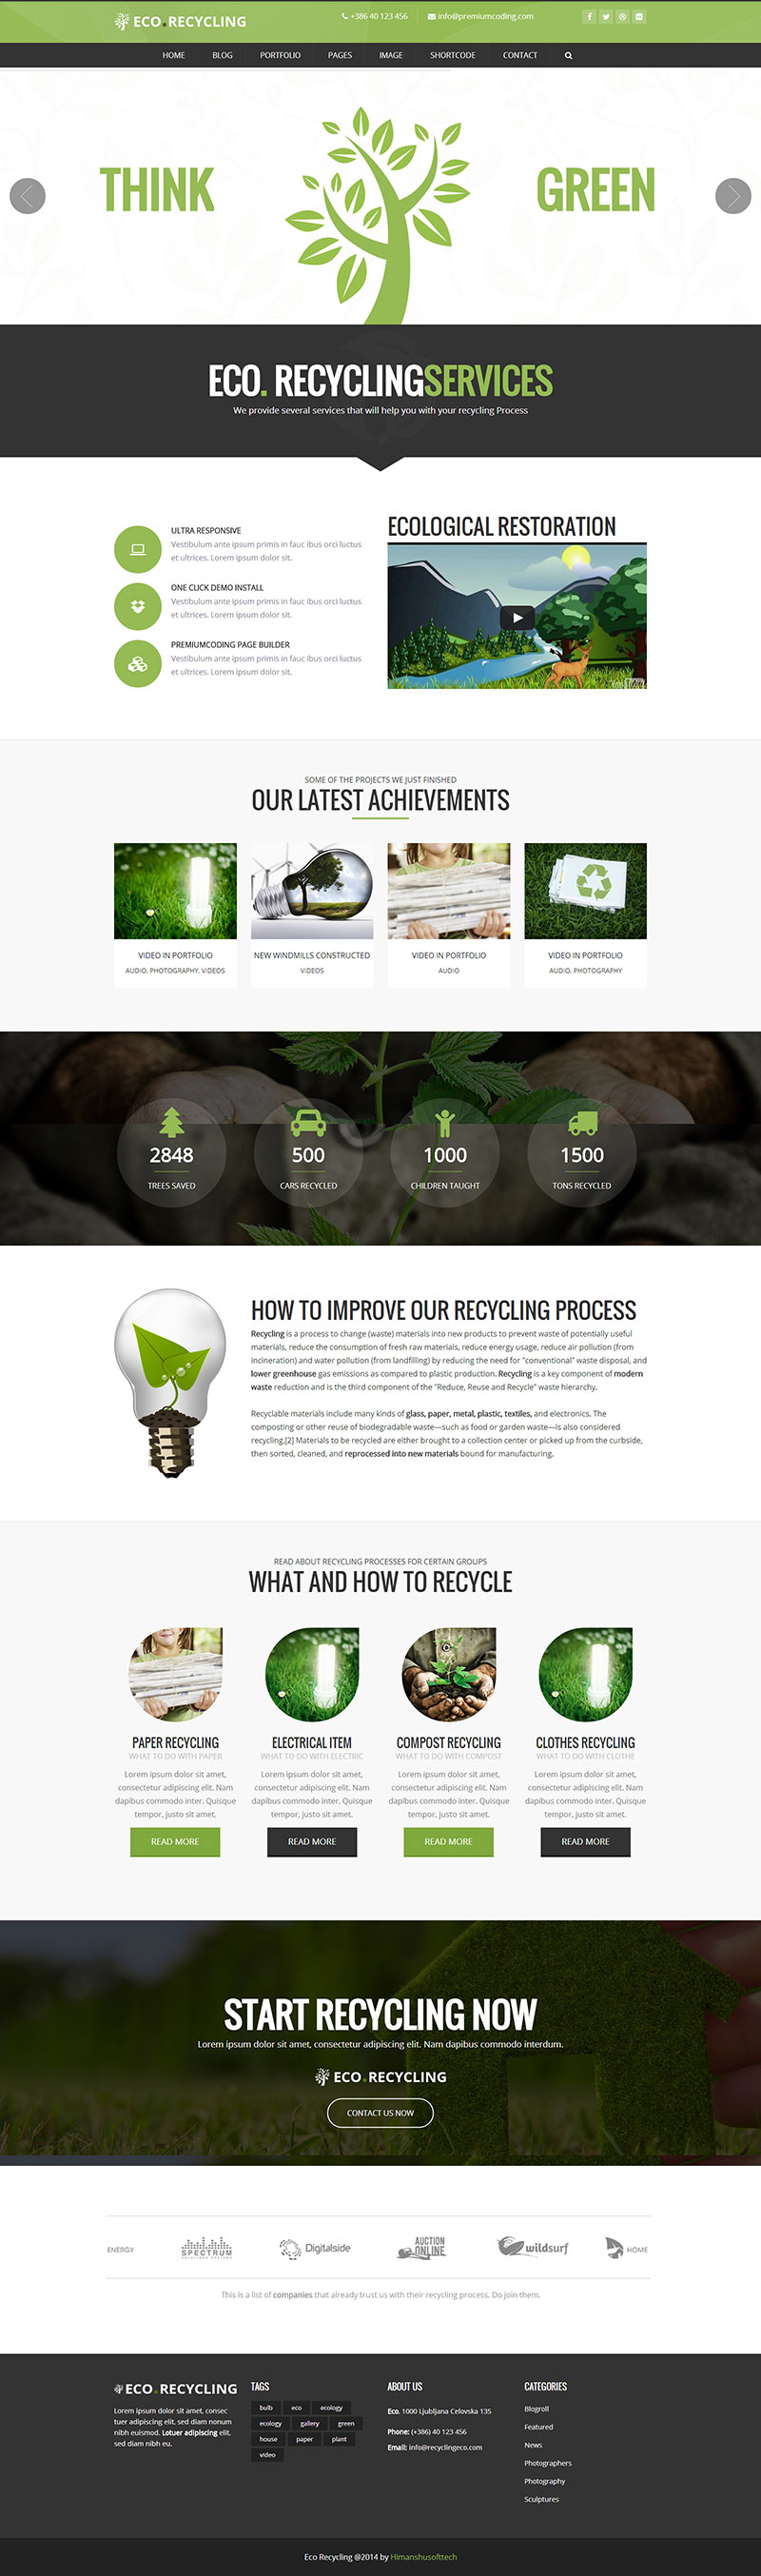 ECO.RECYCLING
+386 40 123 456
info@premiumcoding.com
HOME BLOG PORTFOLIO PAGES IMAGE SHORTCODE CONTACT
THINK GREEN
ECO. RECYCLINGSERVICES
We provide several services that will help you with your recycling Process
ULTRA RESPONSIVE
Vestibulum ante ipsum primis in fauc ibus orci luctus
et ultrices. Lorem ipsum dolor sit.
ONE CLICK DEMO INSTALL
Vestibulum ante ipsum primis in fauc ibus orci luctus
et ultrices. Lorem ipsum dolor sit.
PREMIUMCODING PAGE BUILDER
Vestibulum ante ipsum primis in fauc ibus orci luctus
et ultrices. Lorem ipsum dolor sit.
ECOLOGICAL RESTORATION
SOME OF THE PROJECTS WE JUST FINISHED
OUR LATEST ACHIEVEMENTS
VIDEO IN PORTFOLIO
AUDIO, PHOTOGRAPHY, VIDEOS
NEW WINDMILLS CONSTRUCTED
VIDEOS
VIDEO IN PORTFOLIO
AUDIO
VIDEO IN PORTFOLIO
AUDIO, PHOTOGRAPHY
2848
TREES SAVED
500
CARS RECYCLED
1000
CHILDREN TAUGHT
1500
TONS RECYCLED
HOW TO IMPROVE OUR RECYCLING PROCESS
Recycling is a process to change (waste) materials into new products to prevent waste of potentially useful
materials, reduce the consumption of fresh raw materials, reduce energy usage, reduce air pollution (from
incineration) and water pollution (from landfilling) by reducing the need for "conventional" waste disposal, and
lower greenhouse gas emissions as compared to plastic production. Recycling is a key component of modern
waste reduction and is the third component of the "Reduce, Reuse and Recycle" waste hierarchy.
Recyclable materials include many kinds of glass, paper, metal, plastic, textiles, and electronics. The
composting or other reuse of biodegradable waste—such as food or garden waste—is also considered
recycling.[2] Materials to be recycled are either brought to a collection center or picked up from the curbside,
then sorted, cleaned, and reprocessed into new materials bound for manufacturing.
READ ABOUT RECYCLING PROCESSES FOR CERTAIN GROUPS
WHAT AND HOW TO RECYCLE
PAPER RECYCLING
WHAT TO DO WITH PAPER
Lorem ipsum dolor sit amet,
consectetur adipiscing elit. Nam
dapibus commodo inter. Quisque
tempor, justo sit amet.
READ MORE
ELECTRICAL ITEM
WHAT TO DO WITH ELECTRIC
Lorem ipsum dolor sit amet,
consectetur adipiscing elit. Nam
dapibus commodo inter. Quisque
tempor, justo sit amet.
READ MORE
COMPOST RECYCLING
WHAT TO DO WITH COMPOST
Lorem ipsum dolor sit amet,
consectetur adipiscing elit. Nam
dapibus commodo inter. Quisque
tempor, justo sit amet.
READ MORE
CLOTHES RECYCLING
WHAT TO DO WITH CLOTHE
Lorem ipsum dolor sit amet,
consectetur adipiscing elit. Nam
dapibus commodo inter. Quisque
tempor, justo sit amet.
READ MORE
START RECYCLING NOW
Lorem ipsum dolor sit amet, consectetur adipiscing elit. Nam dapibus commodo interdum.
ECO.RECYCLING
CONTACT US NOW
ENERGY
SPECTRUM
Digitalside
AUCTION
ONLINE
wildsurf
HOME
This is a list of companies that already trust us with their recycling process. Do join them.
ECO.RECYCLING
Lorem ipsum dolor sit amet, consec
tuer adipiscing elit, sed diam nonum
nibh euismod. Lotuer adipiscing elit,
sed diam nibh eu.
TAGS
bulb eco ecology
ecology gallery green
house paper plant
video
ABOUT US
Eco. 1000 Ljubljana Celovska 135
Phone: (+386) 40 123 456
Email: info@recyclingeco.com
CATEGORIES
Blogroll
Featured
News
Photographers
Photography
Sculptures
Eco Recycling @2014 by Himanshusofttech